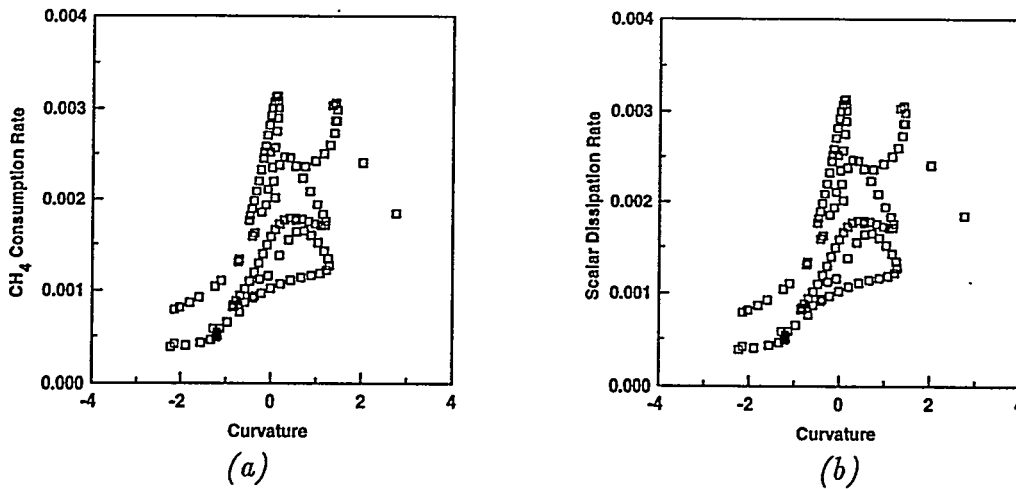 0.004
0.003
0.002
0.001
0.000
CH4 Consumption Rate
-4 -2 0 2 4
Curvature
(a)
0.004
0.003
0.002
0.001
0.000
Scalar Dissipation Rate
-4 -2 0 2 4
Curvature
(b)